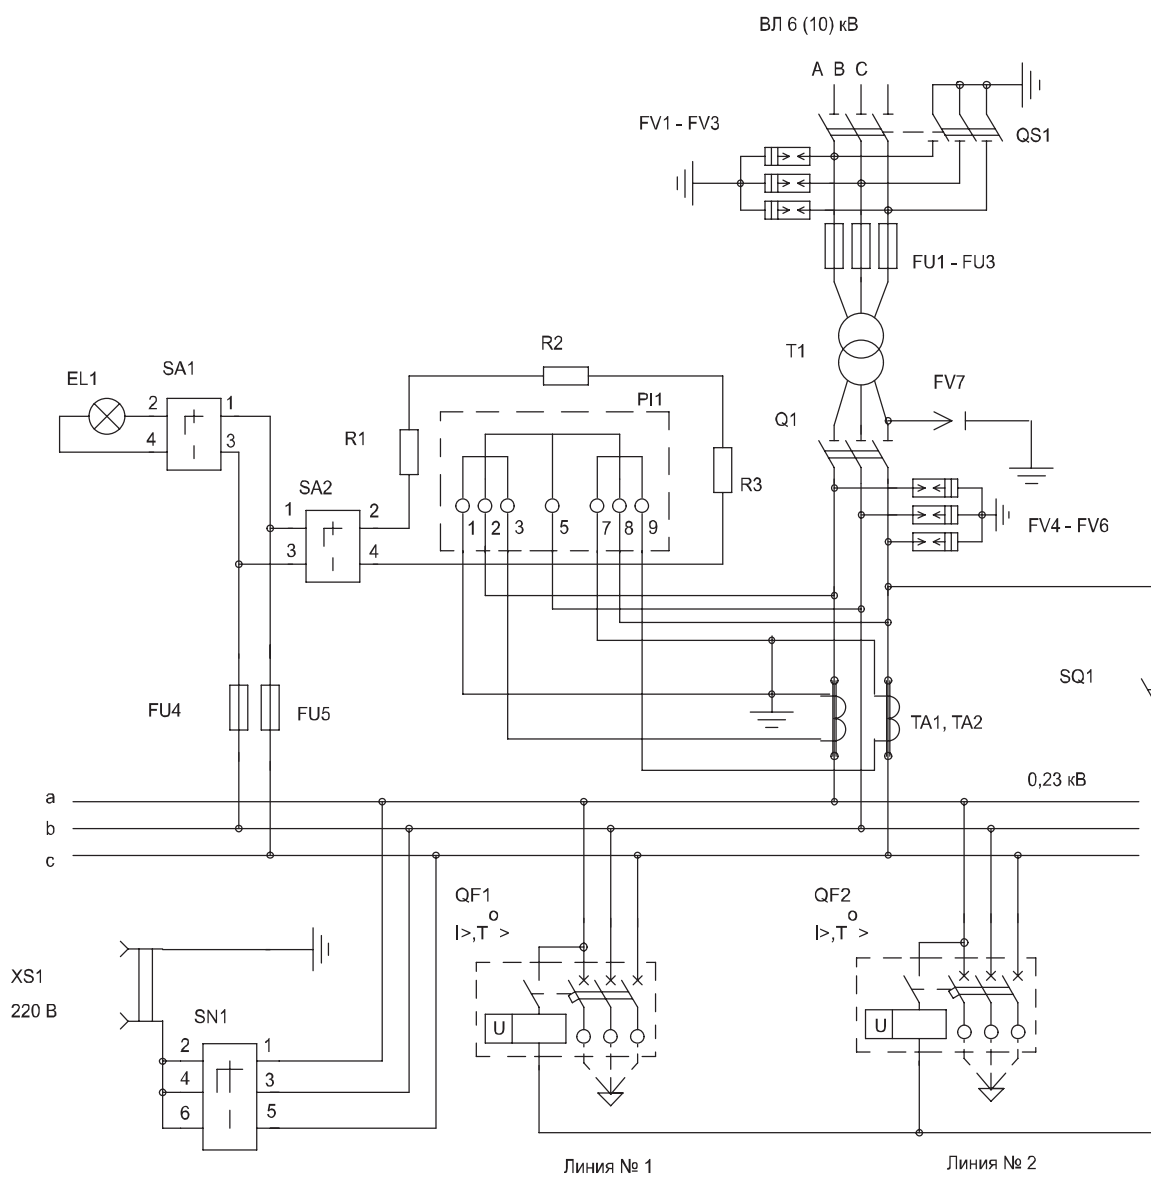 ВЛ 6 (10) кВ
A B C
FV1 - FV3
QS1
FU1 - FU3
R2
T1
SA1
EL1
FV7
2 1
PI1
Q1
4 3
R1
R3
SA2
1 2
1 2 3 5 7 8 9
FV4 - FV6
3 4
SQ1
FU4
FU5
TA1, TA2
0,23 кВ
a
b
c
QF1
QF2
I>,T°>
I>,T°>
XS1
220 В
SN1
U
U
2 1
4 3
6 5
Линия № 1
Линия № 2